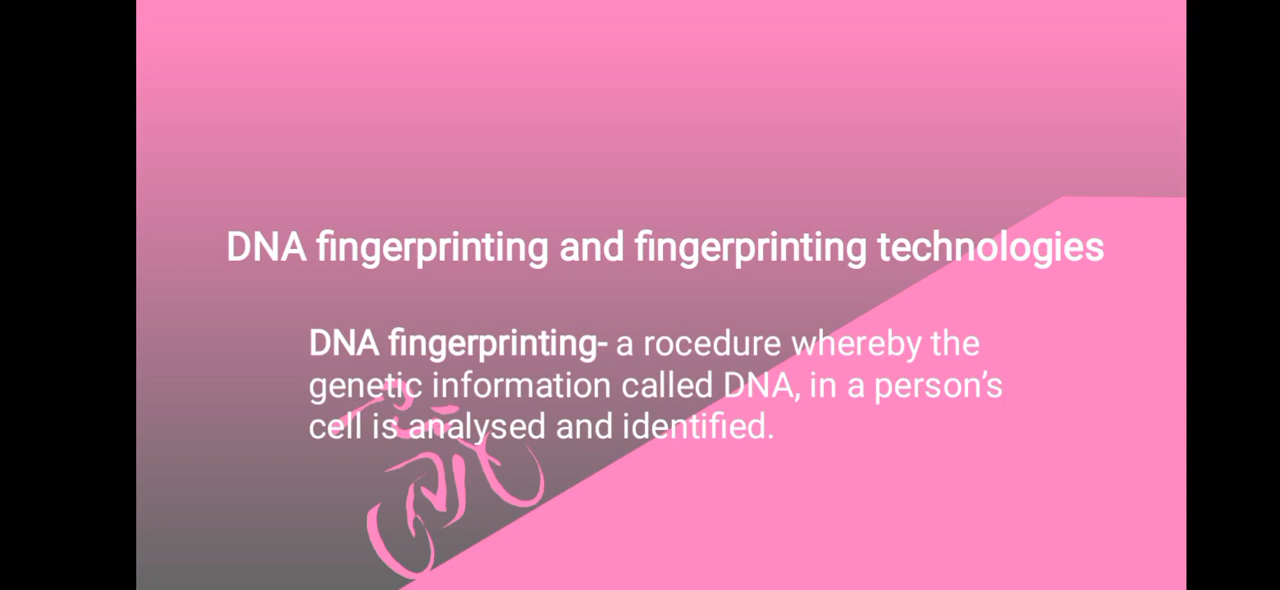 DNA fingerprinting and fingerprinting technologies
DNA fingerprinting- a rocedure whereby the
genetic information called DNA, in a person’s
cell is analysed and identified.